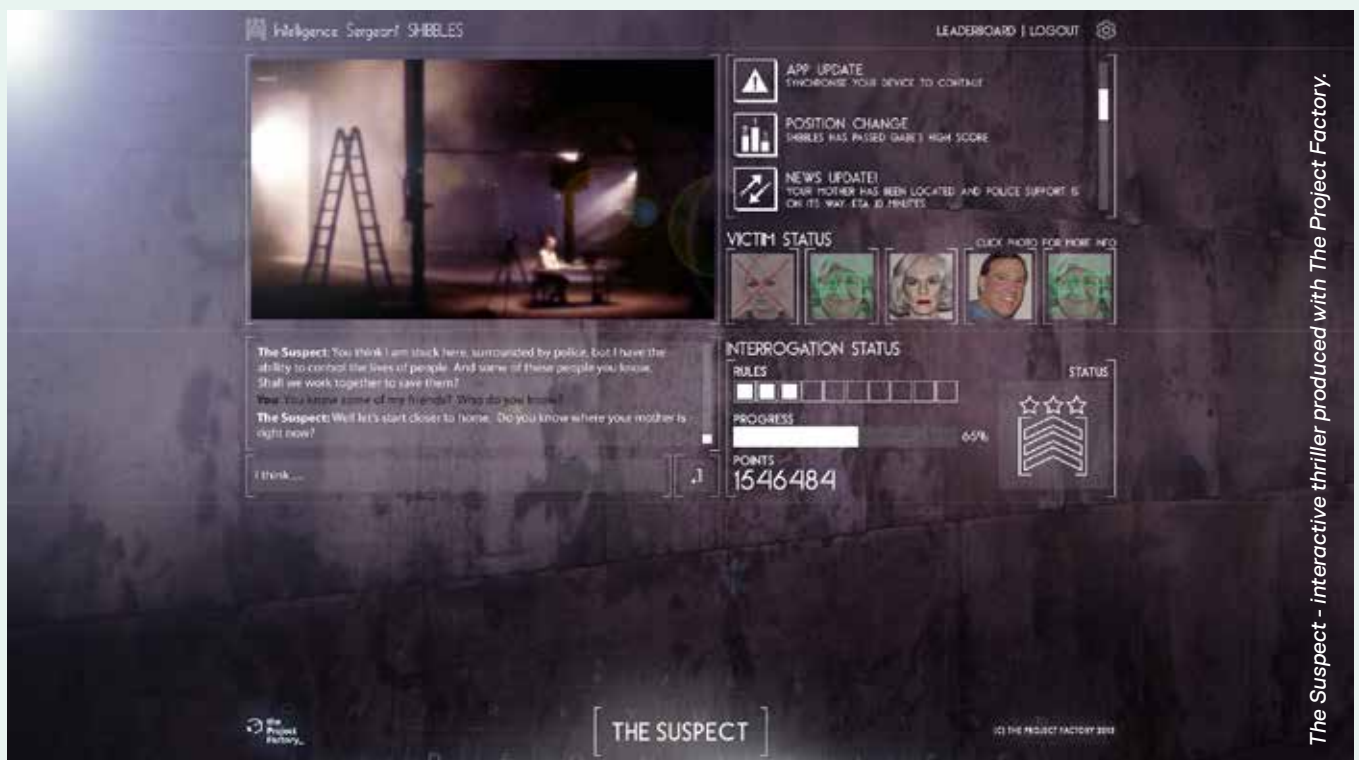 Intelligence Sergeant SHIBBLES
LEADERBOARD | LOGOUT
APP UPDATE
SYNCHRONISE YOUR DEVICE TO CONTINUE
POSITION CHANGE
SHIBBLES HAS PASSED GABE'S HIGH SCORE
NEWS UPDATE!
YOUR MOTHER HAS BEEN LOCATED AND POLICE SUPPORT IS
ON ITS WAY. ETA 10 MINUTES
VICTIM STATUS
CLICK PHOTO FOR MORE INFO
The Suspect: You think I am stuck here, surrounded by police, but I have the
ability to control the lives of people. And some of these people you know.
Shall we work together to save them?
You: You know some of my friends? Who do you know?
The Suspect: Well let's start closer to home. Do you know where your mother is
right now?
I think....
INTERROGATION STATUS
RULES
STATUS
PROGRESS
65%
POINTS
1546484
the
Project
Factory_
THE SUSPECT
(C) THE PROJECT FACTORY 2013
The Suspect - interactive thriller produced with The Project Factory.